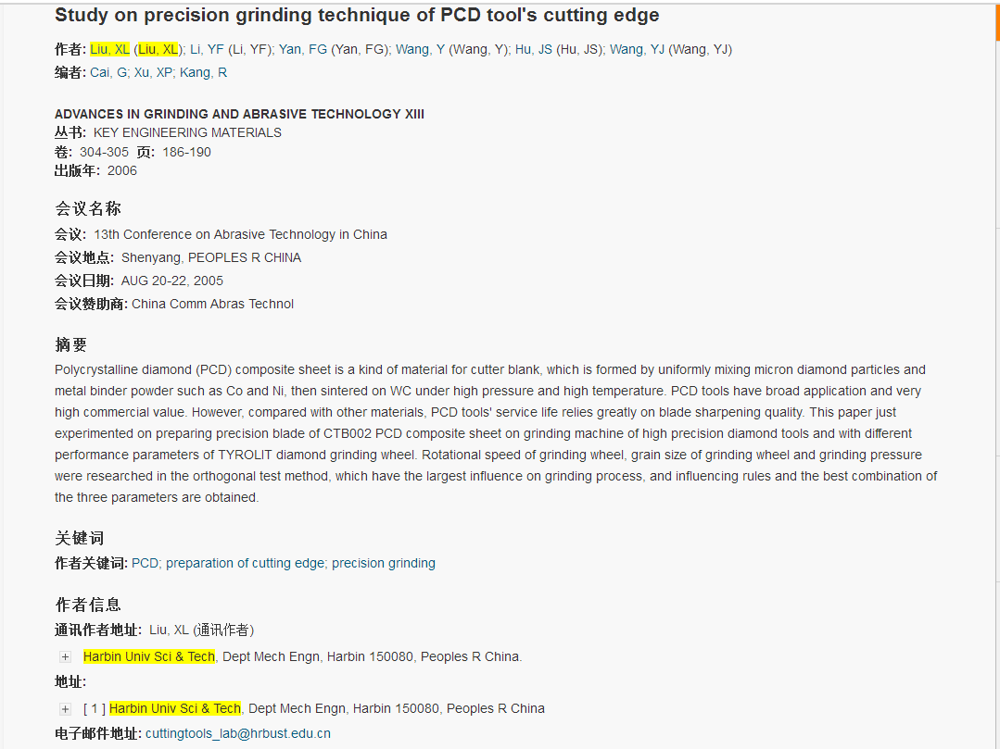 Study on precision grinding technique of PCD tool's cutting edge
作者: Liu, XL (Liu, XL); Li, YF (Li, YF); Yan, FG (Yan, FG); Wang, Y (Wang, Y); Hu, JS (Hu, JS); Wang, YJ (Wang, YJ)
编者: Cai, G; Xu, XP; Kang, R
ADVANCES IN GRINDING AND ABRASIVE TECHNOLOGY XIII
丛书: KEY ENGINEERING MATERIALS
卷: 304-305 页: 186-190
出版年: 2006
会议名称
会议: 13th Conference on Abrasive Technology in China
会议地点: Shenyang, PEOPLES R CHINA
会议日期: AUG 20-22, 2005
会议赞助商: China Comm Abras Technol
摘要
Polycrystalline diamond (PCD) composite sheet is a kind of material for cutter blank, which is formed by uniformly mixing micron diamond particles and
metal binder powder such as Co and Ni, then sintered on WC under high pressure and high temperature. PCD tools have broad application and very
high commercial value. However, compared with other materials, PCD tools' service life relies greatly on blade sharpening quality. This paper just
experimented on preparing precision blade of CTB002 PCD composite sheet on grinding machine of high precision diamond tools and with different
performance parameters of TYROLIT diamond grinding wheel. Rotational speed of grinding wheel, grain size of grinding wheel and grinding pressure
were researched in the orthogonal test method, which have the largest influence on grinding process, and influencing rules and the best combination of
the three parameters are obtained.
关键词
作者关键词: PCD; preparation of cutting edge; precision grinding
作者信息
通讯作者地址: Liu, XL (通讯作者)
+ Harbin Univ Sci & Tech, Dept Mech Engn, Harbin 150080, Peoples R China.
地址:
+ [ 1 ] Harbin Univ Sci & Tech, Dept Mech Engn, Harbin 150080, Peoples R China
电子邮件地址: cuttingtools_lab@hrbust.edu.cn